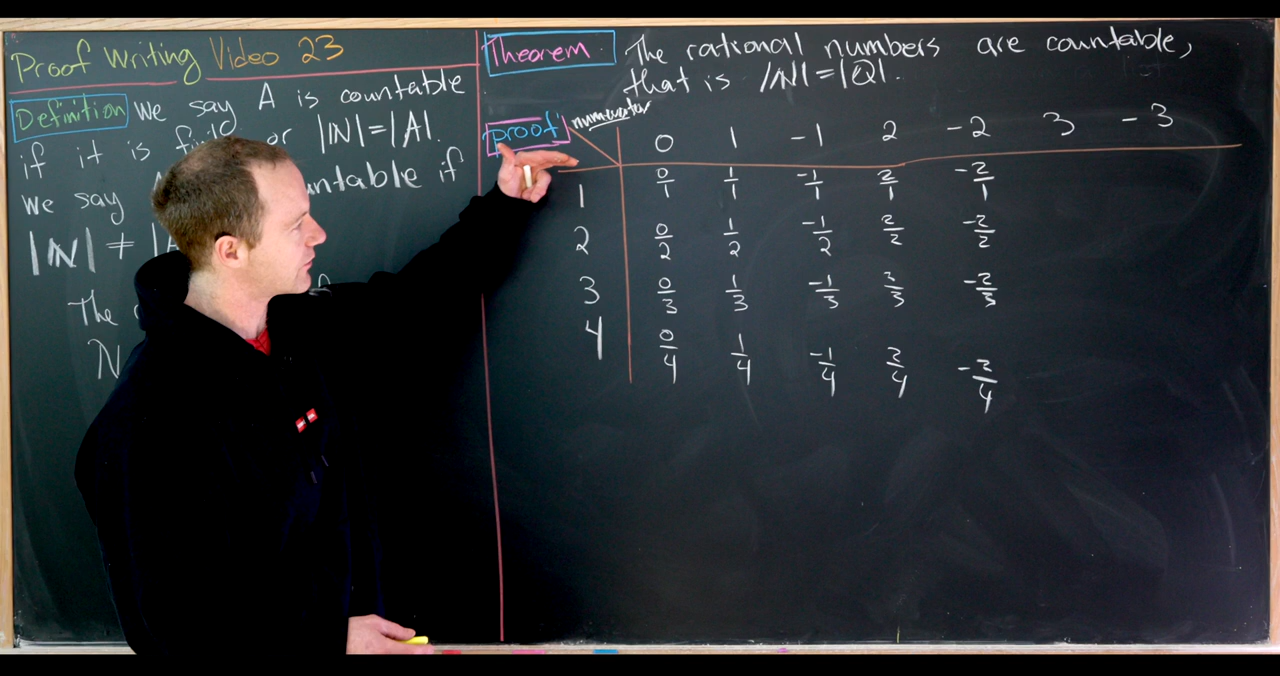 Proof Writing Video 23
Definition We say A is countable
if it is or |N|=|A|.
we say if
|N| ≠
The
N
Theorem. The rational numbers are countable,
that is |N|=|Q|.
proof numerator
0 1 -1 2 -2 3 -3
1 0/1 1/1 -1/1 2/1 -2/1
2 0/2 1/2 -1/2 2/2 -2/2
3 0/3 1/3 -1/3 2/3 -2/3
4 0/4 1/4 -1/4 2/4 -2/4